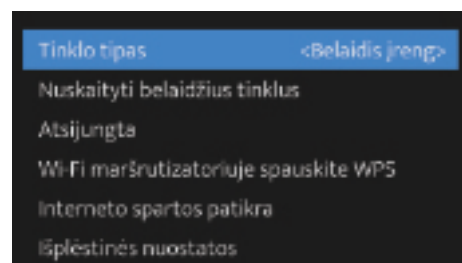 Tinklo tipas <Belaidis įreng>
Nuskaityti belaidžius tinklus
Atsijungta
Wi-Fi maršrutizatoriuje spauskite WPS
Interneto spartos patikra
Išplėstinės nuostatos